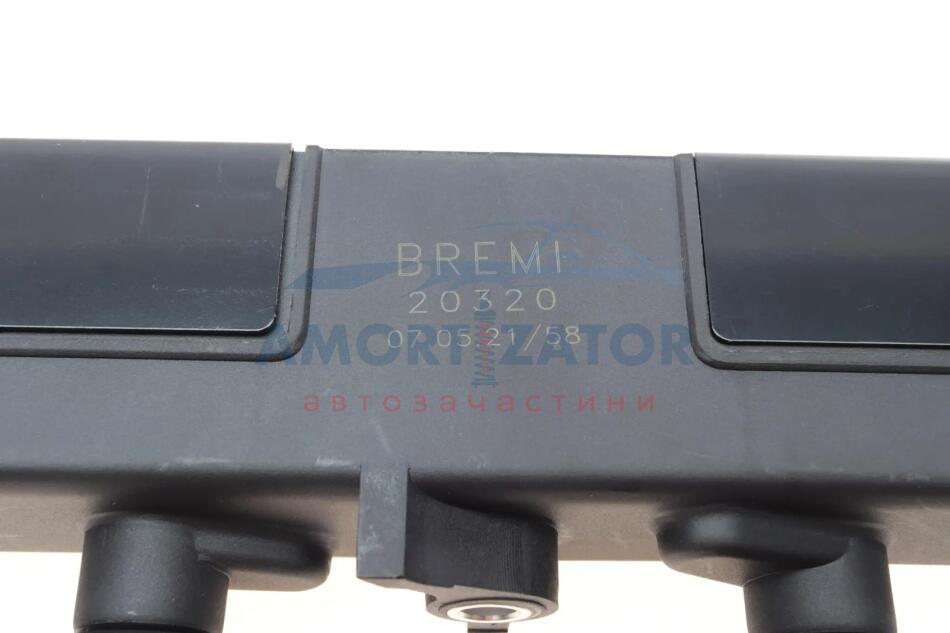 BREMI
20320
07.05.21/58
AMORTIZATOR
автозачастини